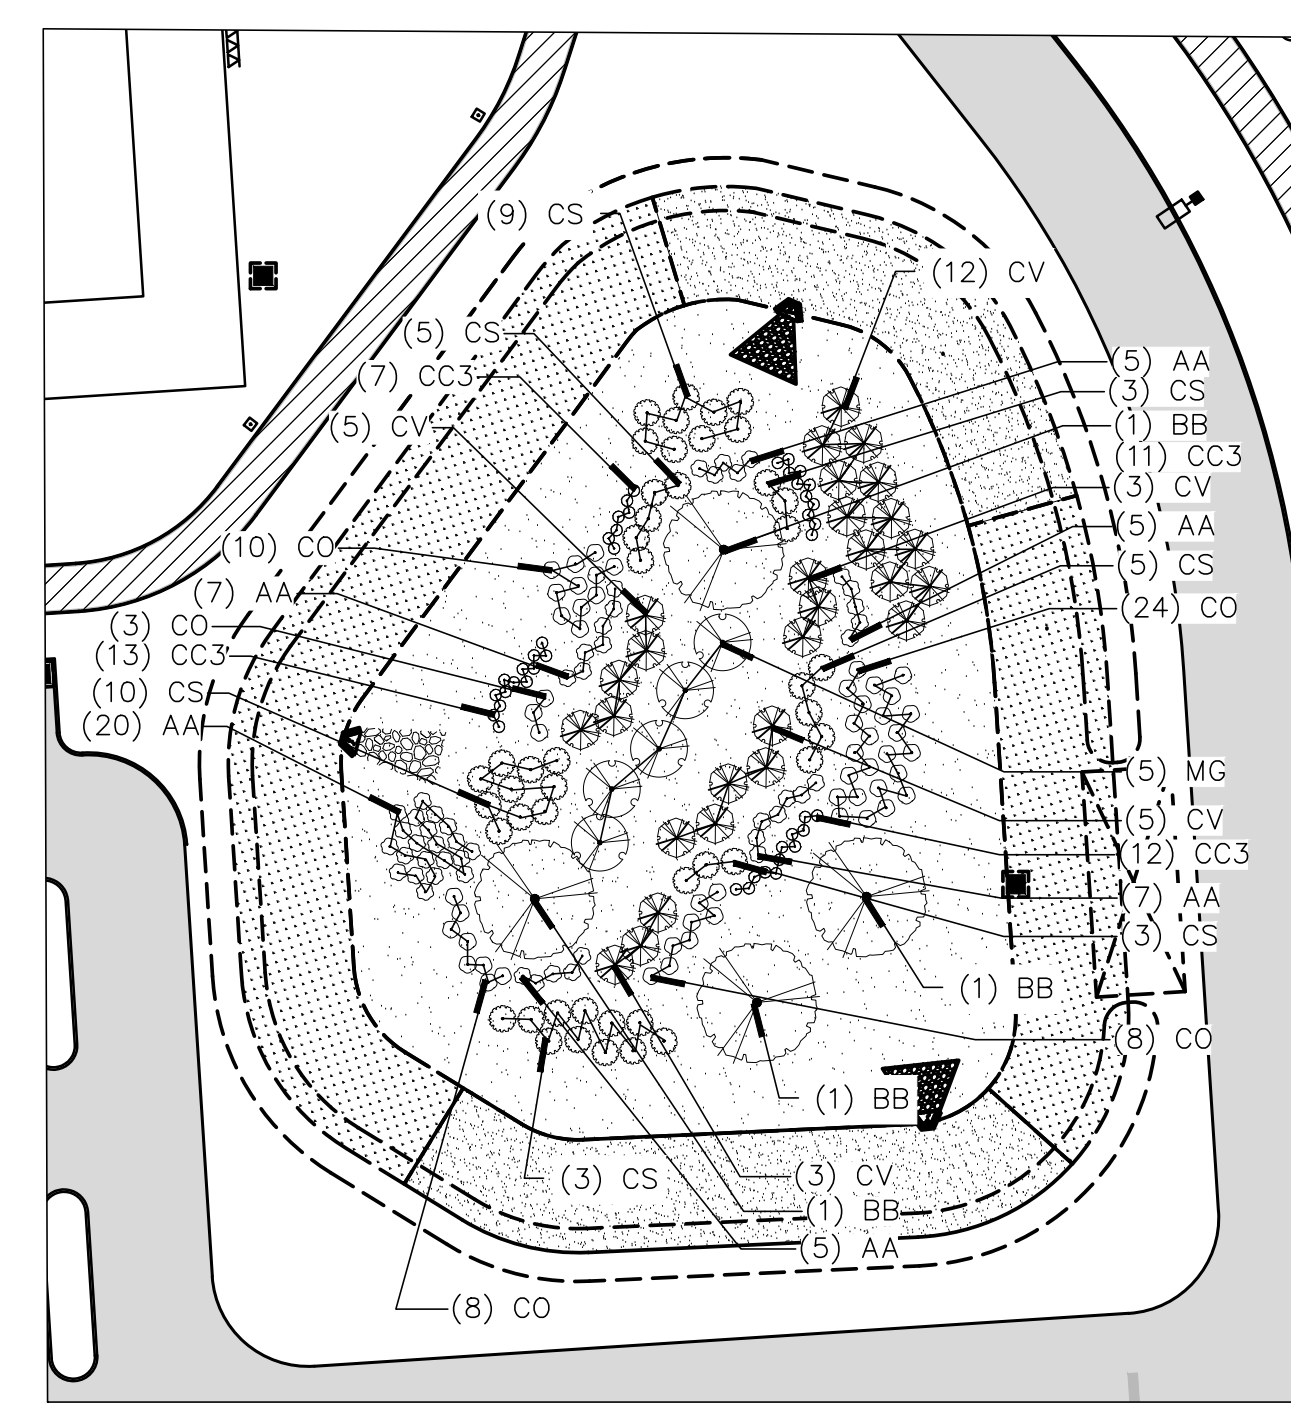 (9) CS
(12) CV
(5) CS
(5) AA
(7) CC3
(3) CS
(5) CV
(1) BB
(11) CC3
(3) CV
(5) AA
(10) CO
(5) CS
(7) AA
(24) CO
(3) CO
(13) CC3
(10) CS
(20) AA
(5) MG
(5) CV
(12) CC3
(7) AA
(3) CS
(1) BB
(8) CO
(1) BB
(3) CS
(3) CV
(1) BB
(5) AA
(8) CO